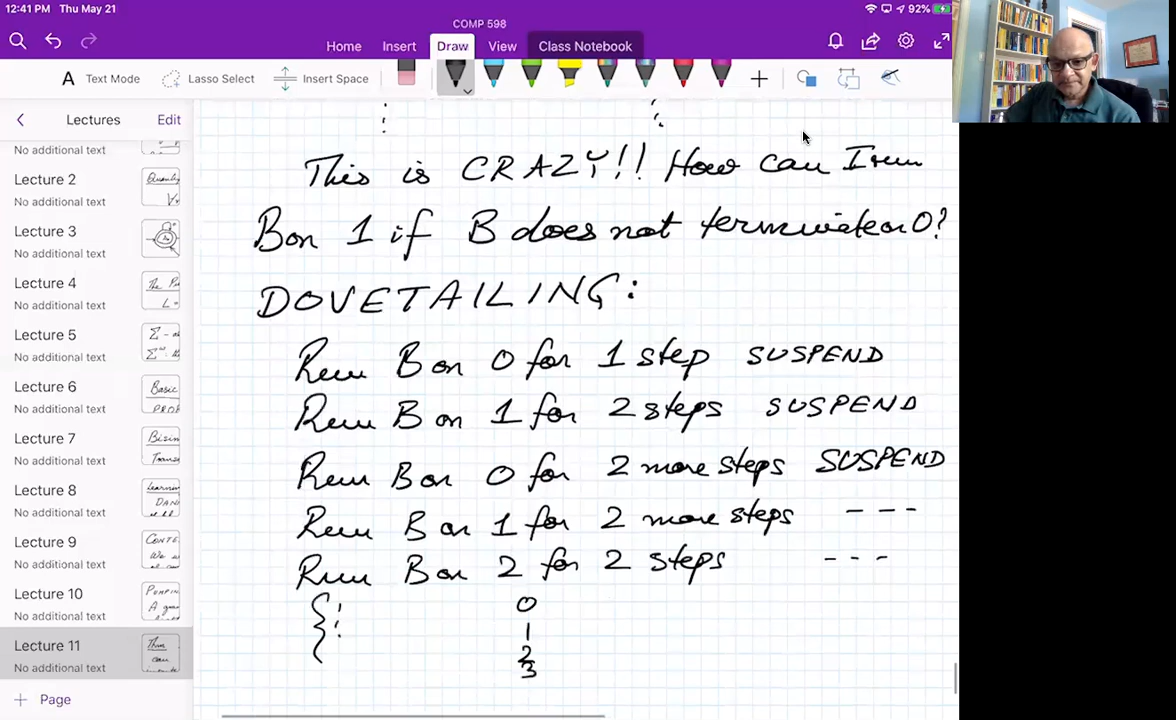 12:41 PM Thu May 21
92%
COMP 598
Home Insert Draw View Class Notebook
A Text Mode Lasso Select Insert Space
Lectures Edit
No additional text
Lecture 2
No additional text
Lecture 3
No additional text
Lecture 4
No additional text
Lecture 5
No additional text
Lecture 6
No additional text
Lecture 7
No additional text
Lecture 8
No additional text
Lecture 9
No additional text
Lecture 10
No additional text
Lecture 11
No additional text
+ Page
This is CRAZY!! How can I run
B on 1 if B does not terminate on 0?
DOVETAILING:
Run B on 0 for 1 step SUSPEND
Run B on 1 for 2 steps SUSPEND
Run B on 0 for 2 more steps SUSPEND
Run B on 1 for 2 more steps ---
Run B on 2 for 2 steps ---
0
1
2
3